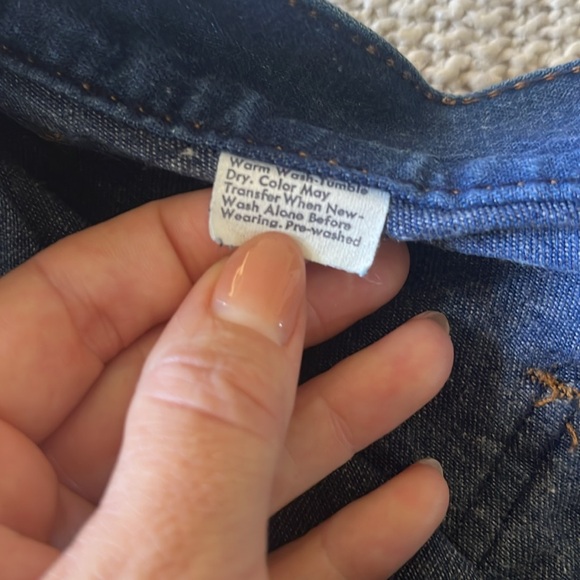 Warm Wash-Tumble
Dry. Color May
Transfer When New-
Wash Alone Before
Wearing. Pre-washed